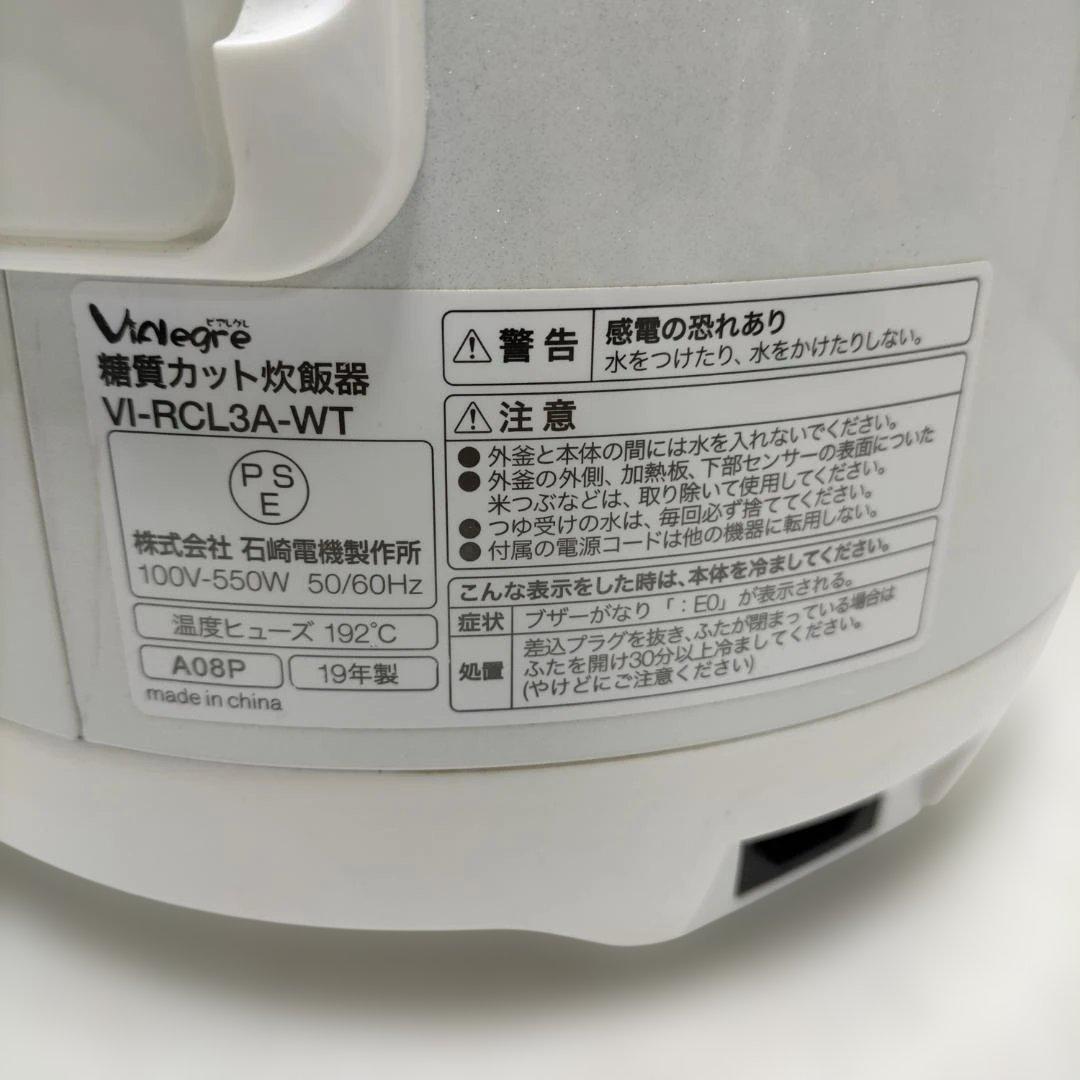 Vialegre
ビアレグレ
糖質カット炊飯器
VI-RCL3A-WT
PS
E
株式会社 石崎電機製作所
100V-550W 50/60Hz
温度ヒューズ 192℃
A08P
19年製
made in china
警告
感電の恐れあり
水をつけたり、水をかけたりしない。
注意
●外釜と本体の間には水を入れないでください。
●外釜の外側、加熱板、下部センサーの表面についた
米つぶなどは、取り除いて使用してください。
●つゆ受けの水は、毎回必ず捨ててください。
●付属の電源コードは他の機器に転用しない。
こんな表示をした時は、本体を冷ましてください。
症状
ブザーがなり「：E0」が表示される。
処置
差込プラグを抜き、ふたが閉まっている場合は
ふたを開け30分以上冷ましてください。
(やけどにご注意ください)